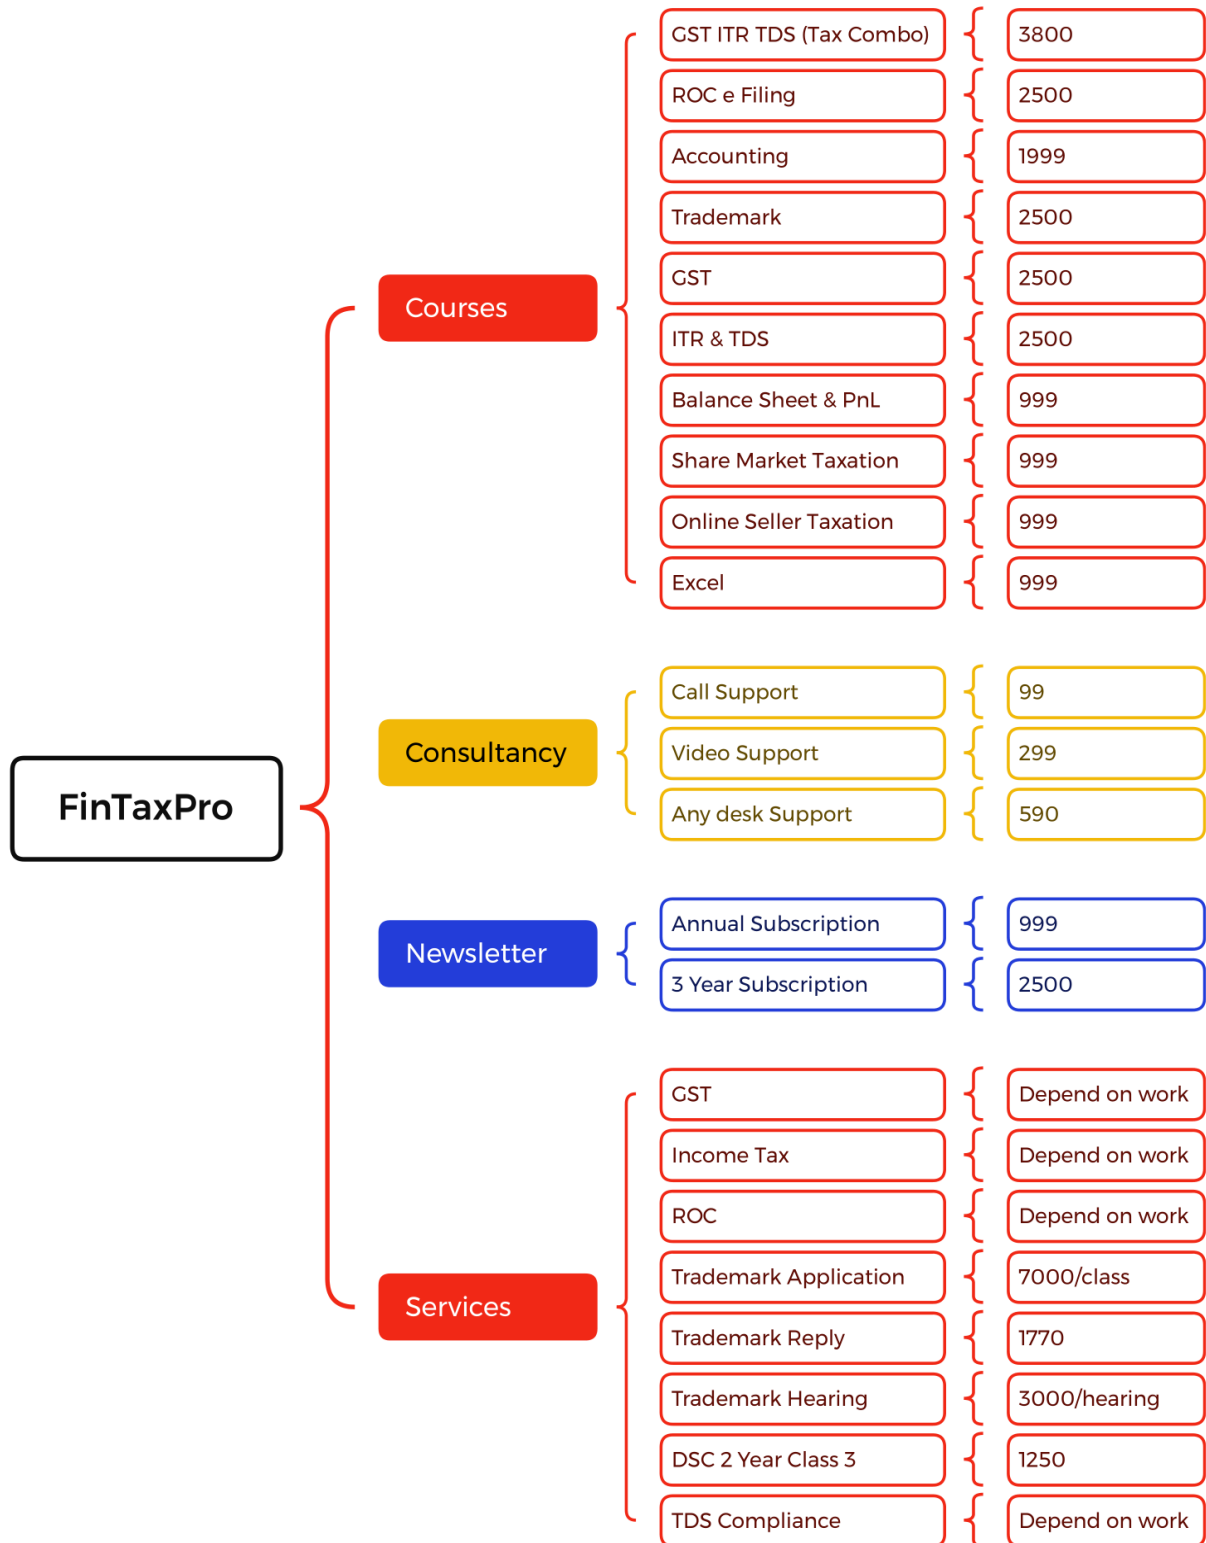 GST ITR TDS (Tax Combo) 3800
ROC e Filing 2500
Accounting 1999
Trademark 2500
GST 2500
Courses
ITR & TDS 2500
Balance Sheet & PnL 999
Share Market Taxation 999
Online Seller Taxation 999
Excel 999
Call Support 99
Consultancy
Video Support 299
Any desk Support 590
FinTaxPro
Newsletter
Annual Subscription 999
3 Year Subscription 2500
Services
GST Depend on work
Income Tax Depend on work
ROC Depend on work
Trademark Application 7000/class
Trademark Reply 1770
Trademark Hearing 3000/hearing
DSC 2 Year Class 3 1250
TDS Compliance Depend on work